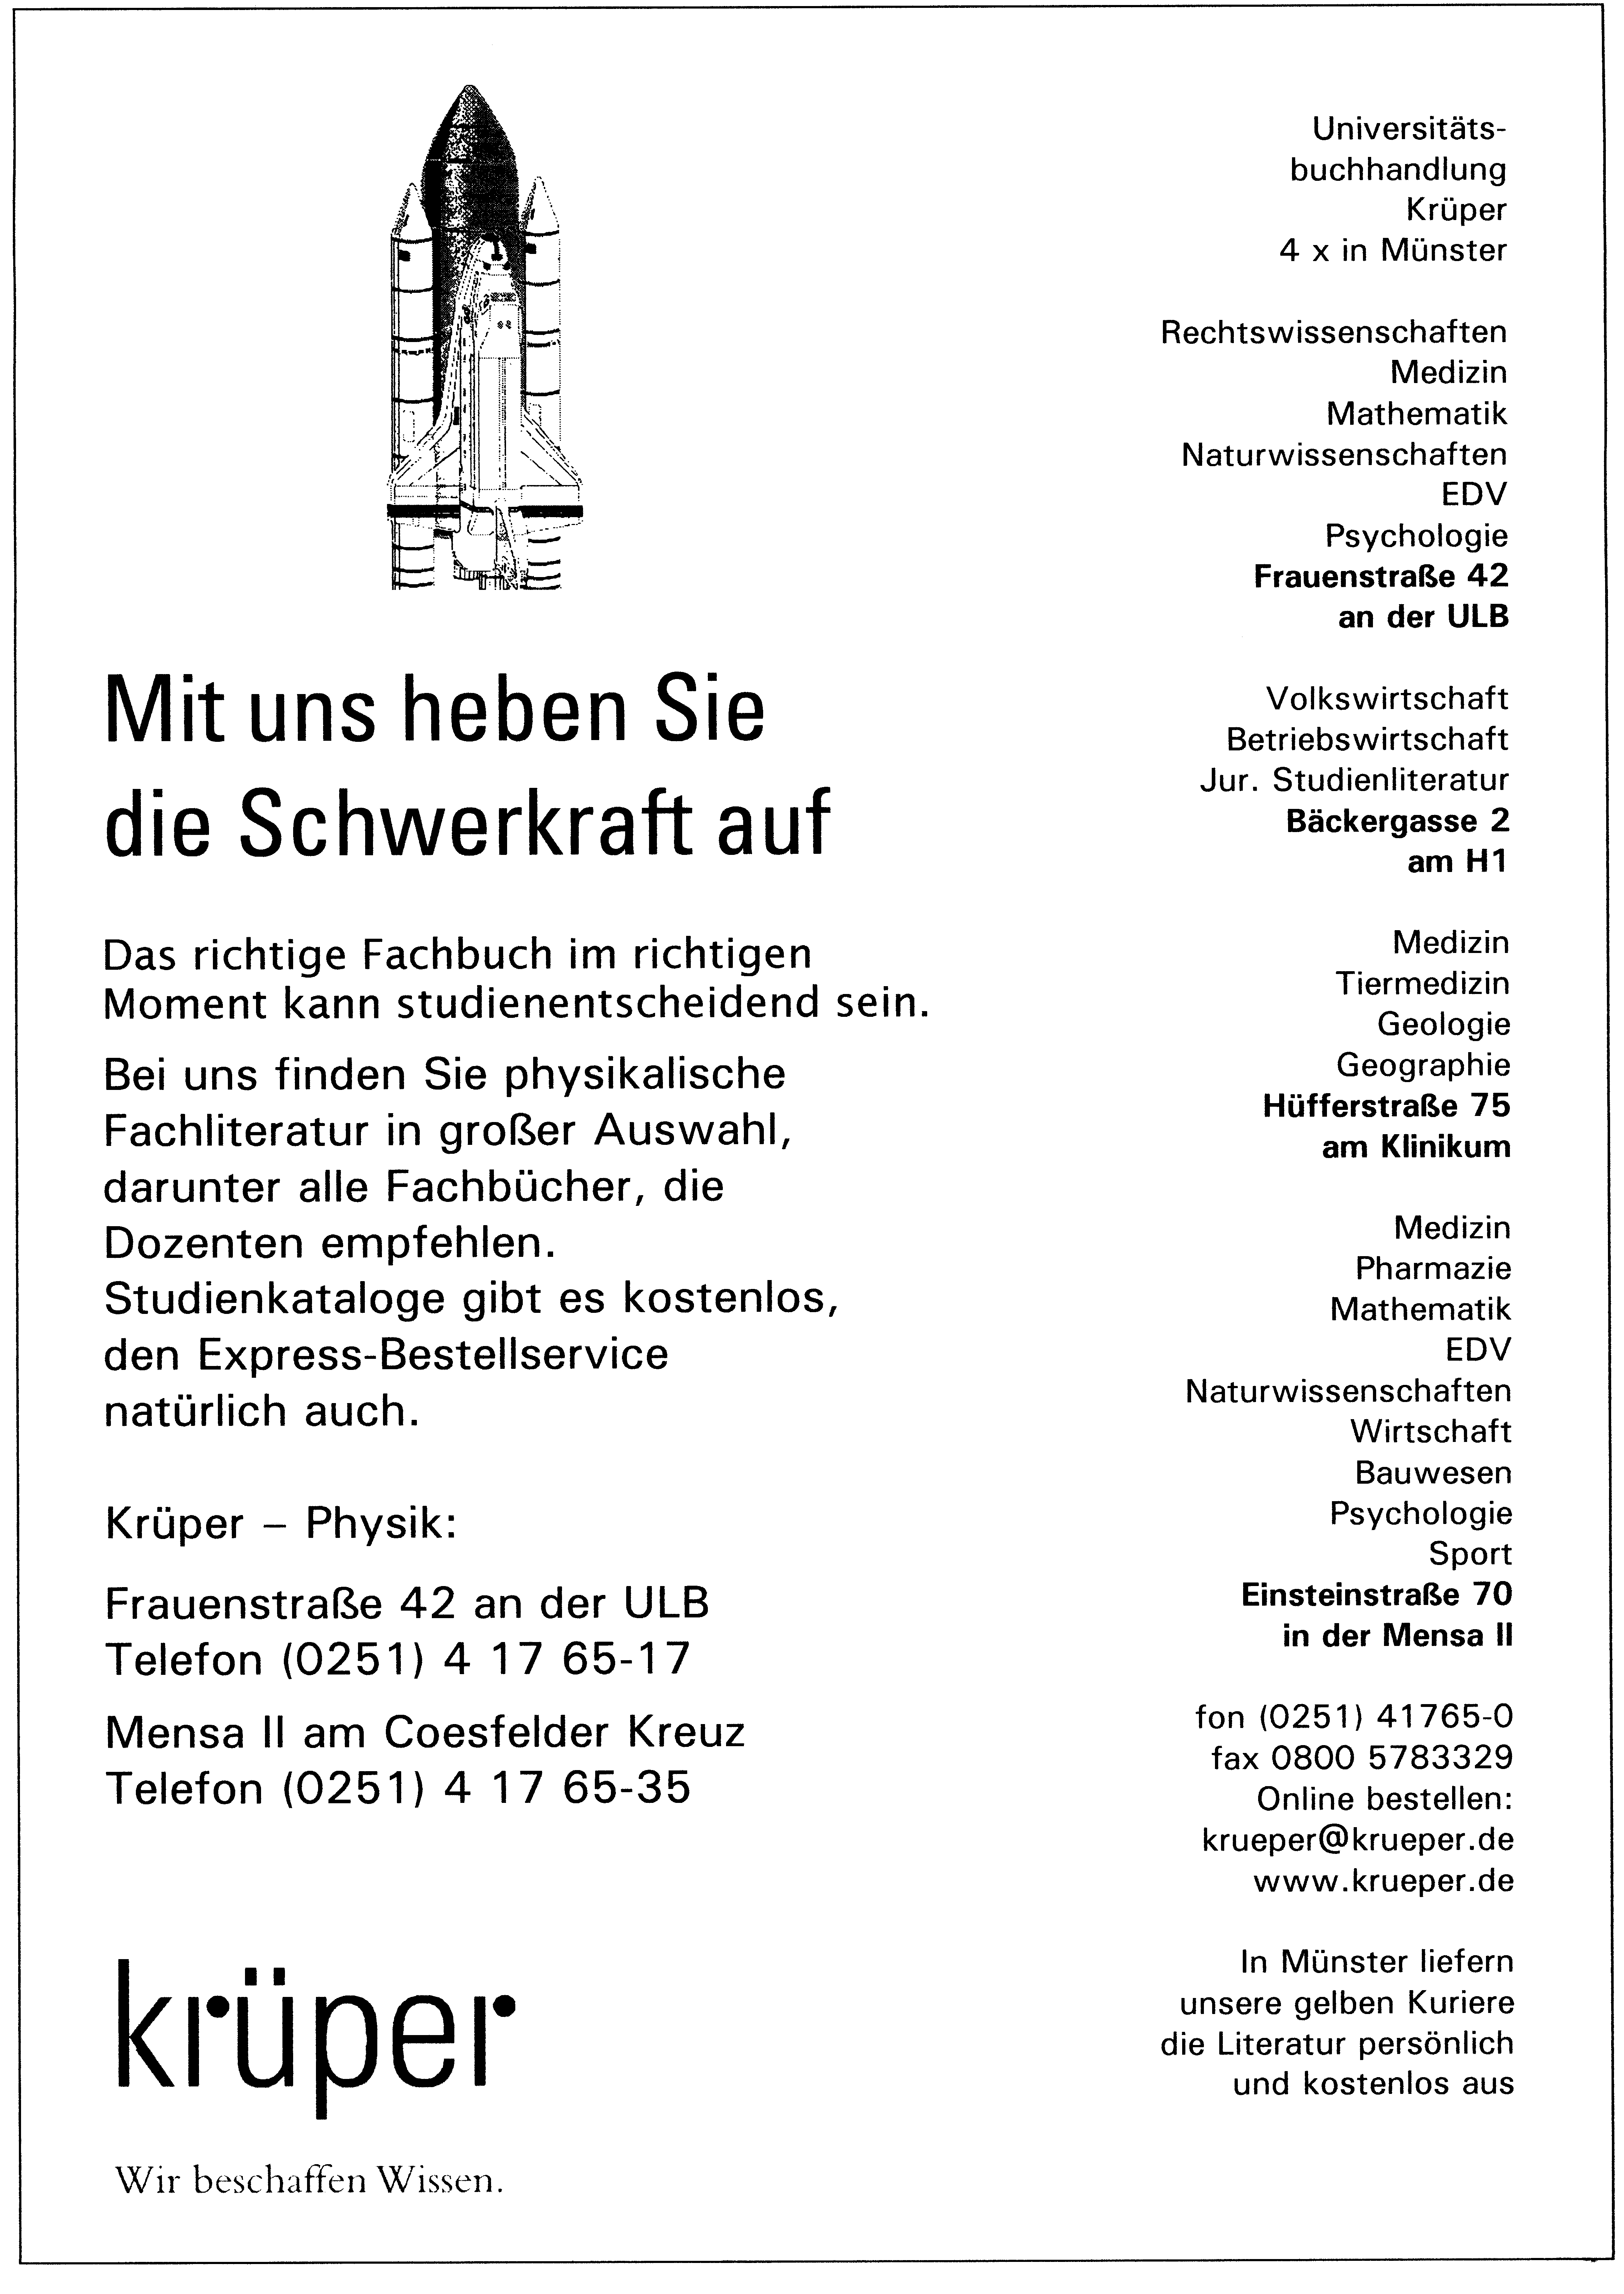 Mit uns heben Sie
die Schwerkraft auf
Das richtige Fachbuch im richtigen
Moment kann studienentscheidend sein.
Bei uns finden Sie physikalische
Fachliteratur in großer Auswahl,
darunter alle Fachbücher, die
Dozenten empfehlen.
Studienkataloge gibt es kostenlos,
den Express-Bestellservice
natürlich auch.
Krüper – Physik:
Frauenstraße 42 an der ULB
Telefon (0251) 4 17 65-17
Mensa II am Coesfelder Kreuz
Telefon (0251) 4 17 65-35
krüper
Wir beschaffen Wissen.
Universitäts-
buchhandlung
Krüper
4 x in Münster
Rechtswissenschaften
Medizin
Mathematik
Naturwissenschaften
EDV
Psychologie
Frauenstraße 42
an der ULB
Volkswirtschaft
Betriebswirtschaft
Jur. Studienliteratur
Bäckergasse 2
am H1
Medizin
Tiermedizin
Geologie
Geographie
Hüfferstraße 75
am Klinikum
Medizin
Pharmazie
Mathematik
EDV
Naturwissenschaften
Wirtschaft
Bauwesen
Psychologie
Sport
Einsteinstraße 70
in der Mensa II
fon (0251) 41765-0
fax 0800 5783329
Online bestellen:
krueper@krueper.de
www.krueper.de
In Münster liefern
unsere gelben Kuriere
die Literatur persönlich
und kostenlos aus